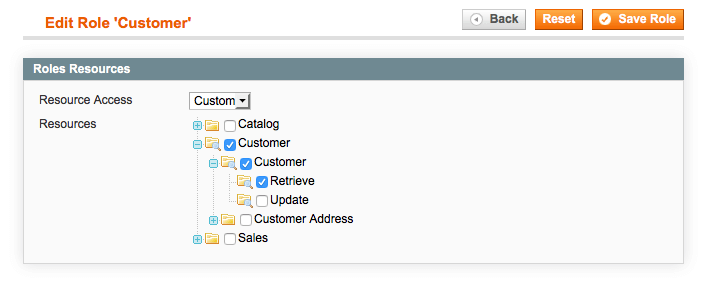 Edit Role 'Customer'
Back
Reset
Save Role
Roles Resources
Resource Access
Custom
Resources
Catalog
Customer
Customer
Retrieve
Update
Customer Address
Sales